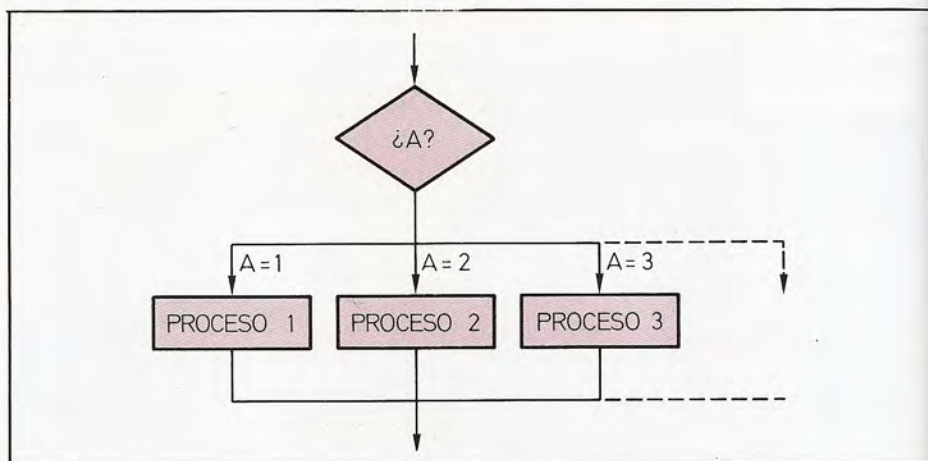 ¿A?
A=1
A=2
A=3
PROCESO 1
PROCESO 2
PROCESO 3